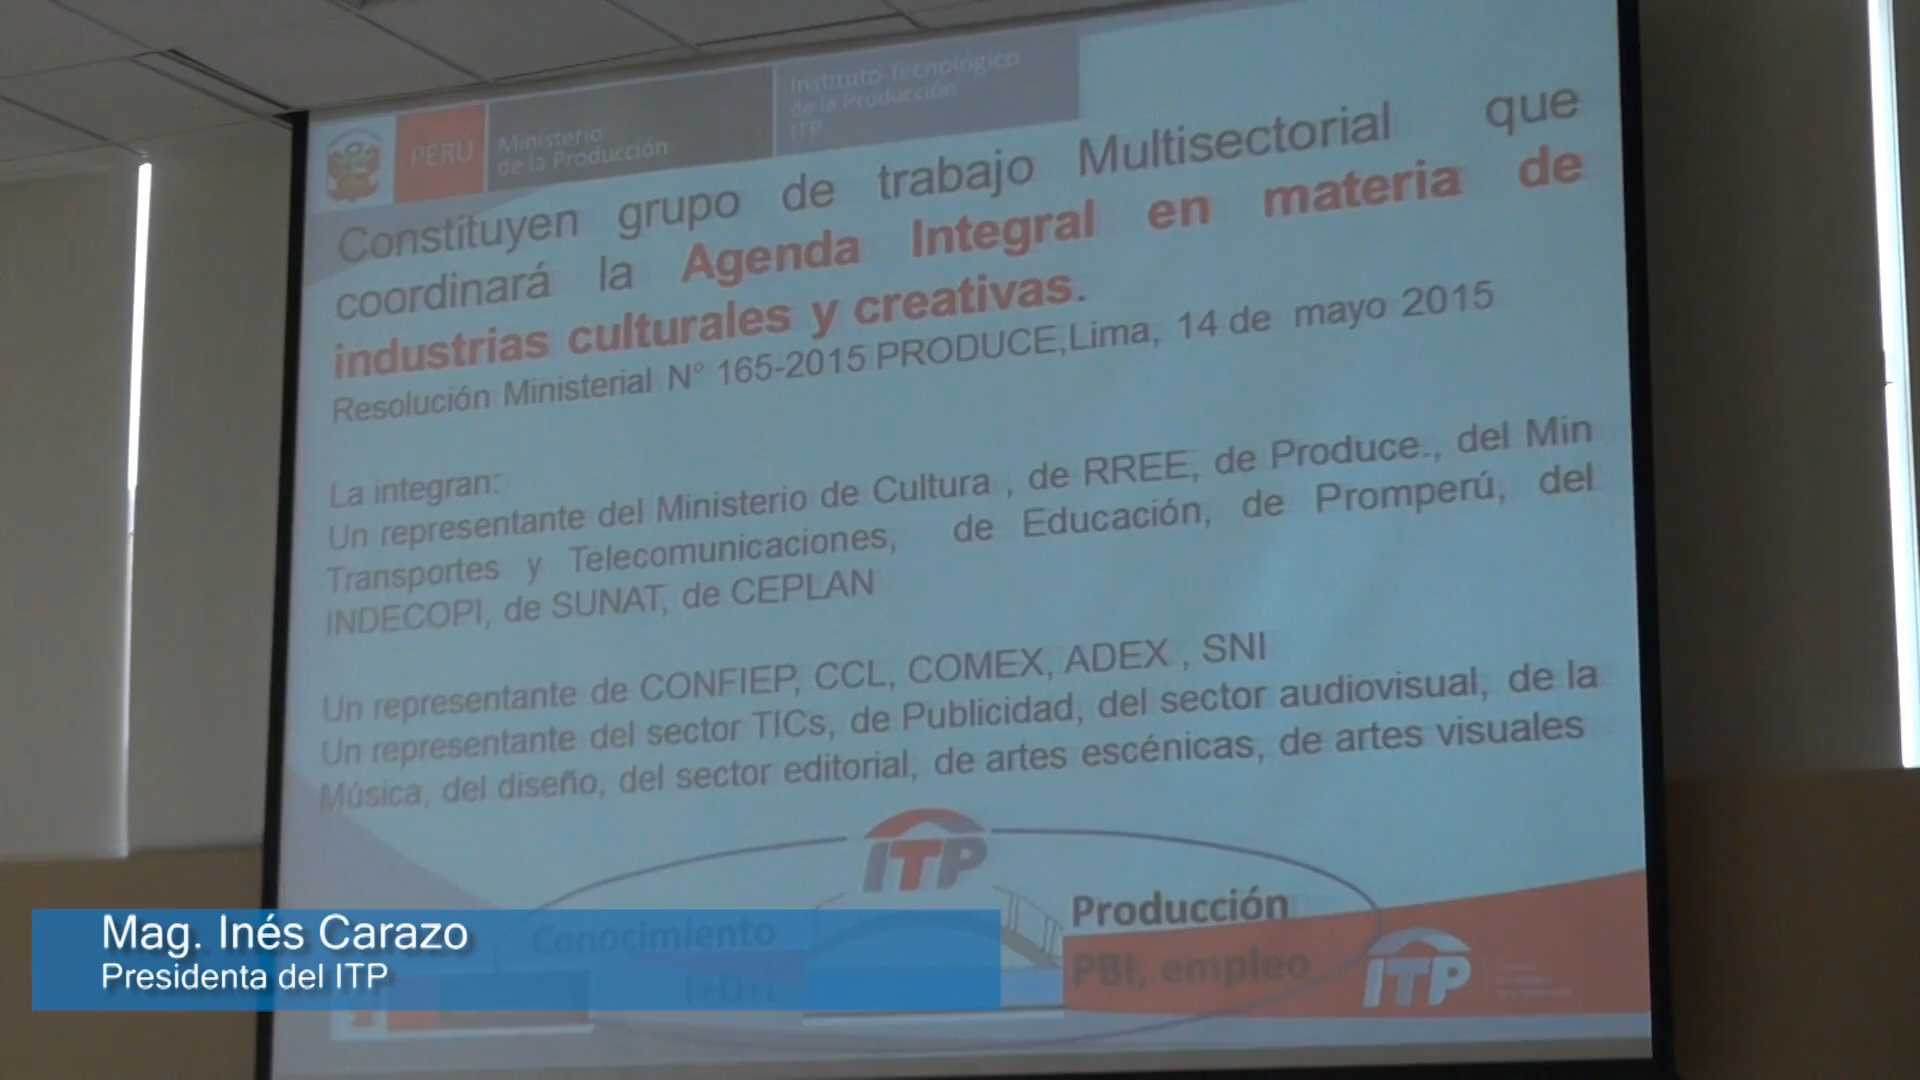 PERÚ
Ministerio
de la Producción
Instituto Tecnológico
de la Producción
ITP
Constituyen grupo de trabajo Multisectorial que
coordinará la Agenda Integral en materia de
industrias culturales y creativas.
Resolución Ministerial N° 165-2015 PRODUCE,Lima, 14 de mayo 2015
La integran:
Un representante del Ministerio de Cultura , de RREE, de Produce., del Min
Transportes y Telecomunicaciones, de Educación, de Promperú, del
INDECOPI, de SUNAT, de CEPLAN
Un representante de CONFIEP, CCL, COMEX, ADEX , SNI
Un representante del sector TICs, de Publicidad, del sector audiovisual, de la
Música, del diseño, del sector editorial, de artes escénicas, de artes visuales
ITP
Conocimiento
I+D+i
Producción
PBI, empleo
ITP
Mag. Inés Carazo
Presidenta del ITP